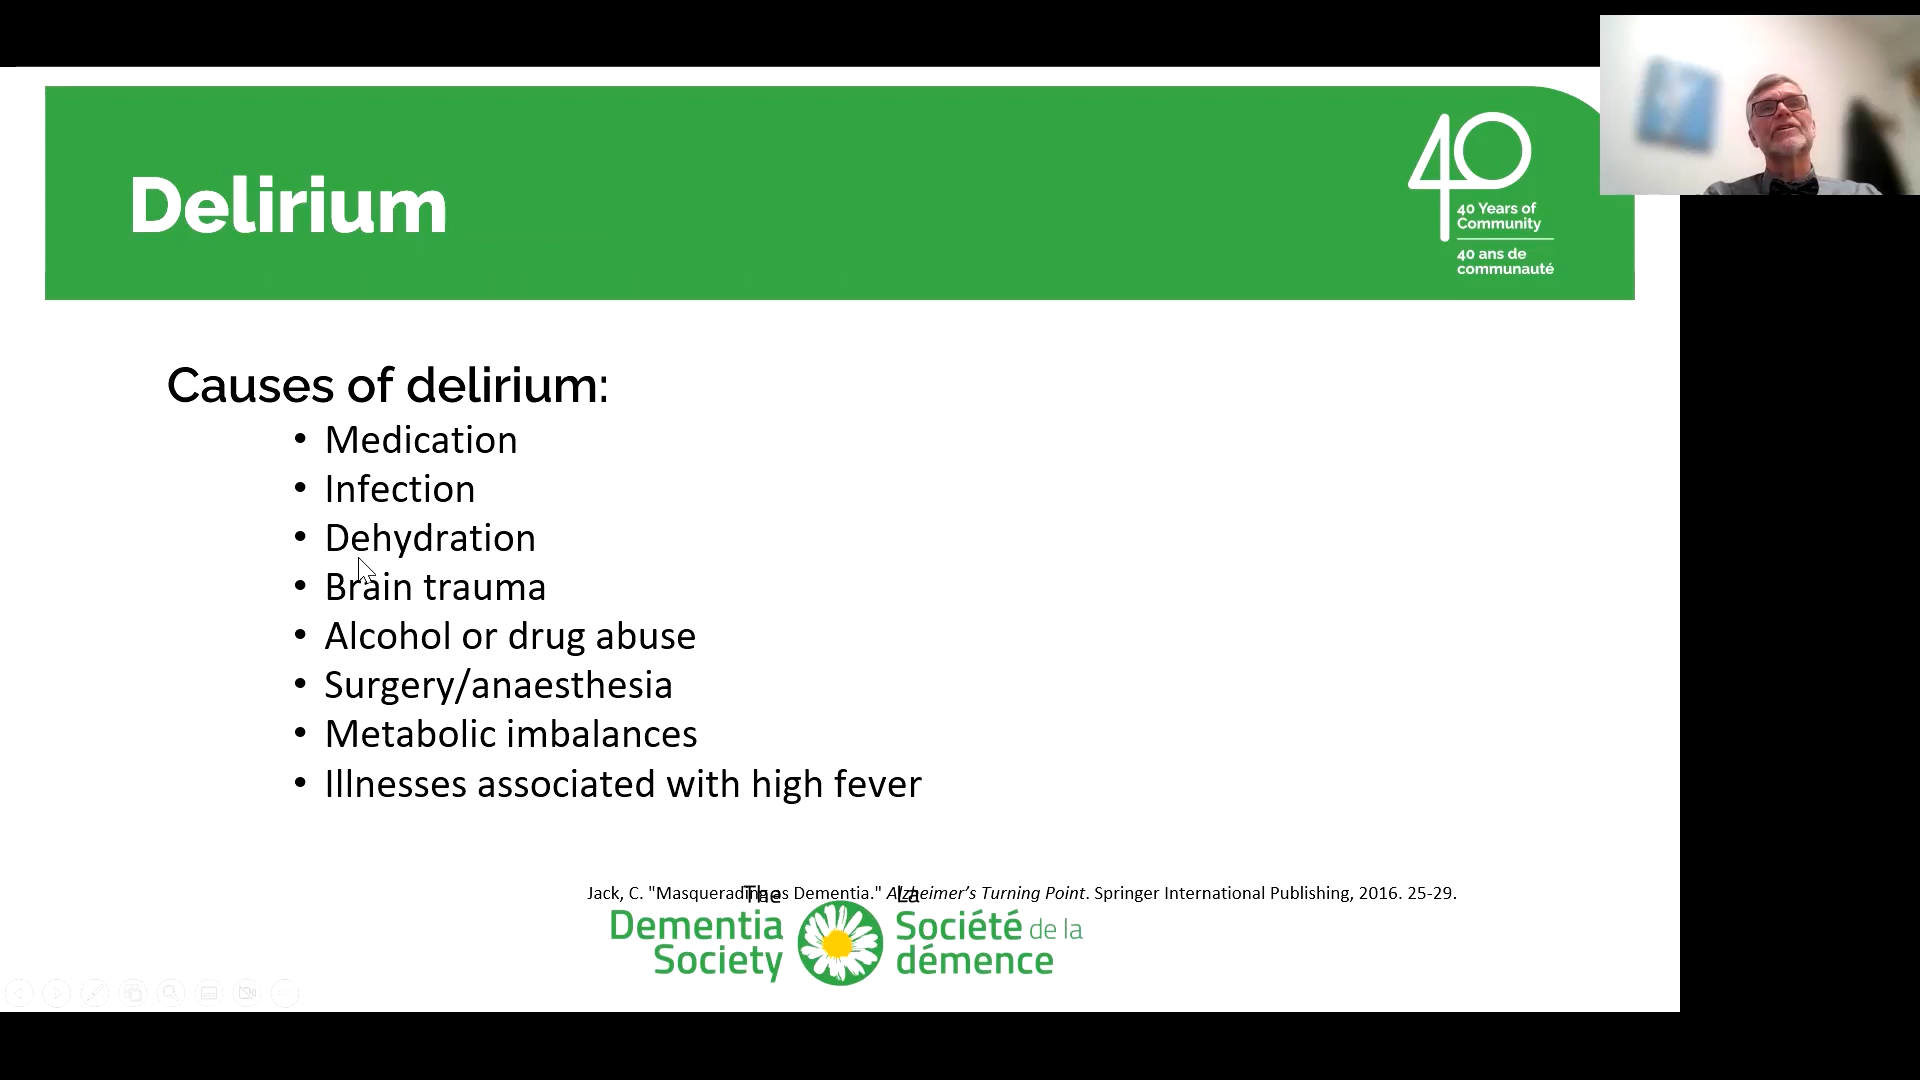 Delirium
40
40 Years of
Community
40 ans de
communauté
Causes of delirium:
• Medication
• Infection
• Dehydration
• Brain trauma
• Alcohol or drug abuse
• Surgery/anaesthesia
• Metabolic imbalances
• Illnesses associated with high fever
Jack, C. "Masquerading as Dementia." Alzheimer’s Turning Point. Springer International Publishing, 2016. 25-29.
The
Dementia
Society
La
Société de la
démence